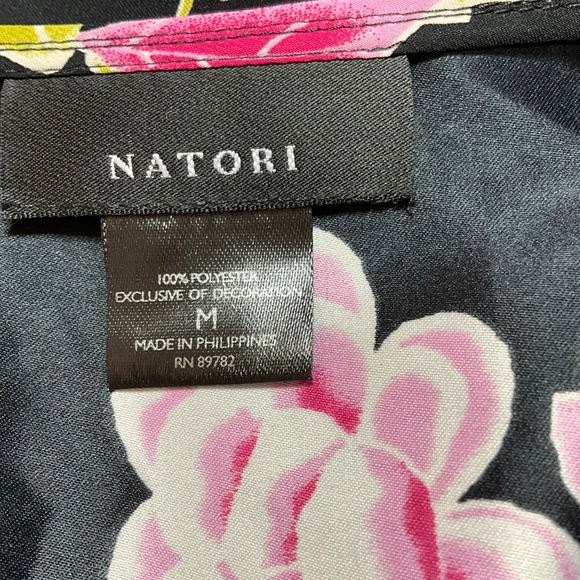 NATORI
100% POLYESTER
EXCLUSIVE OF DECORATION
M
MADE IN PHILIPPINES
RN 89782